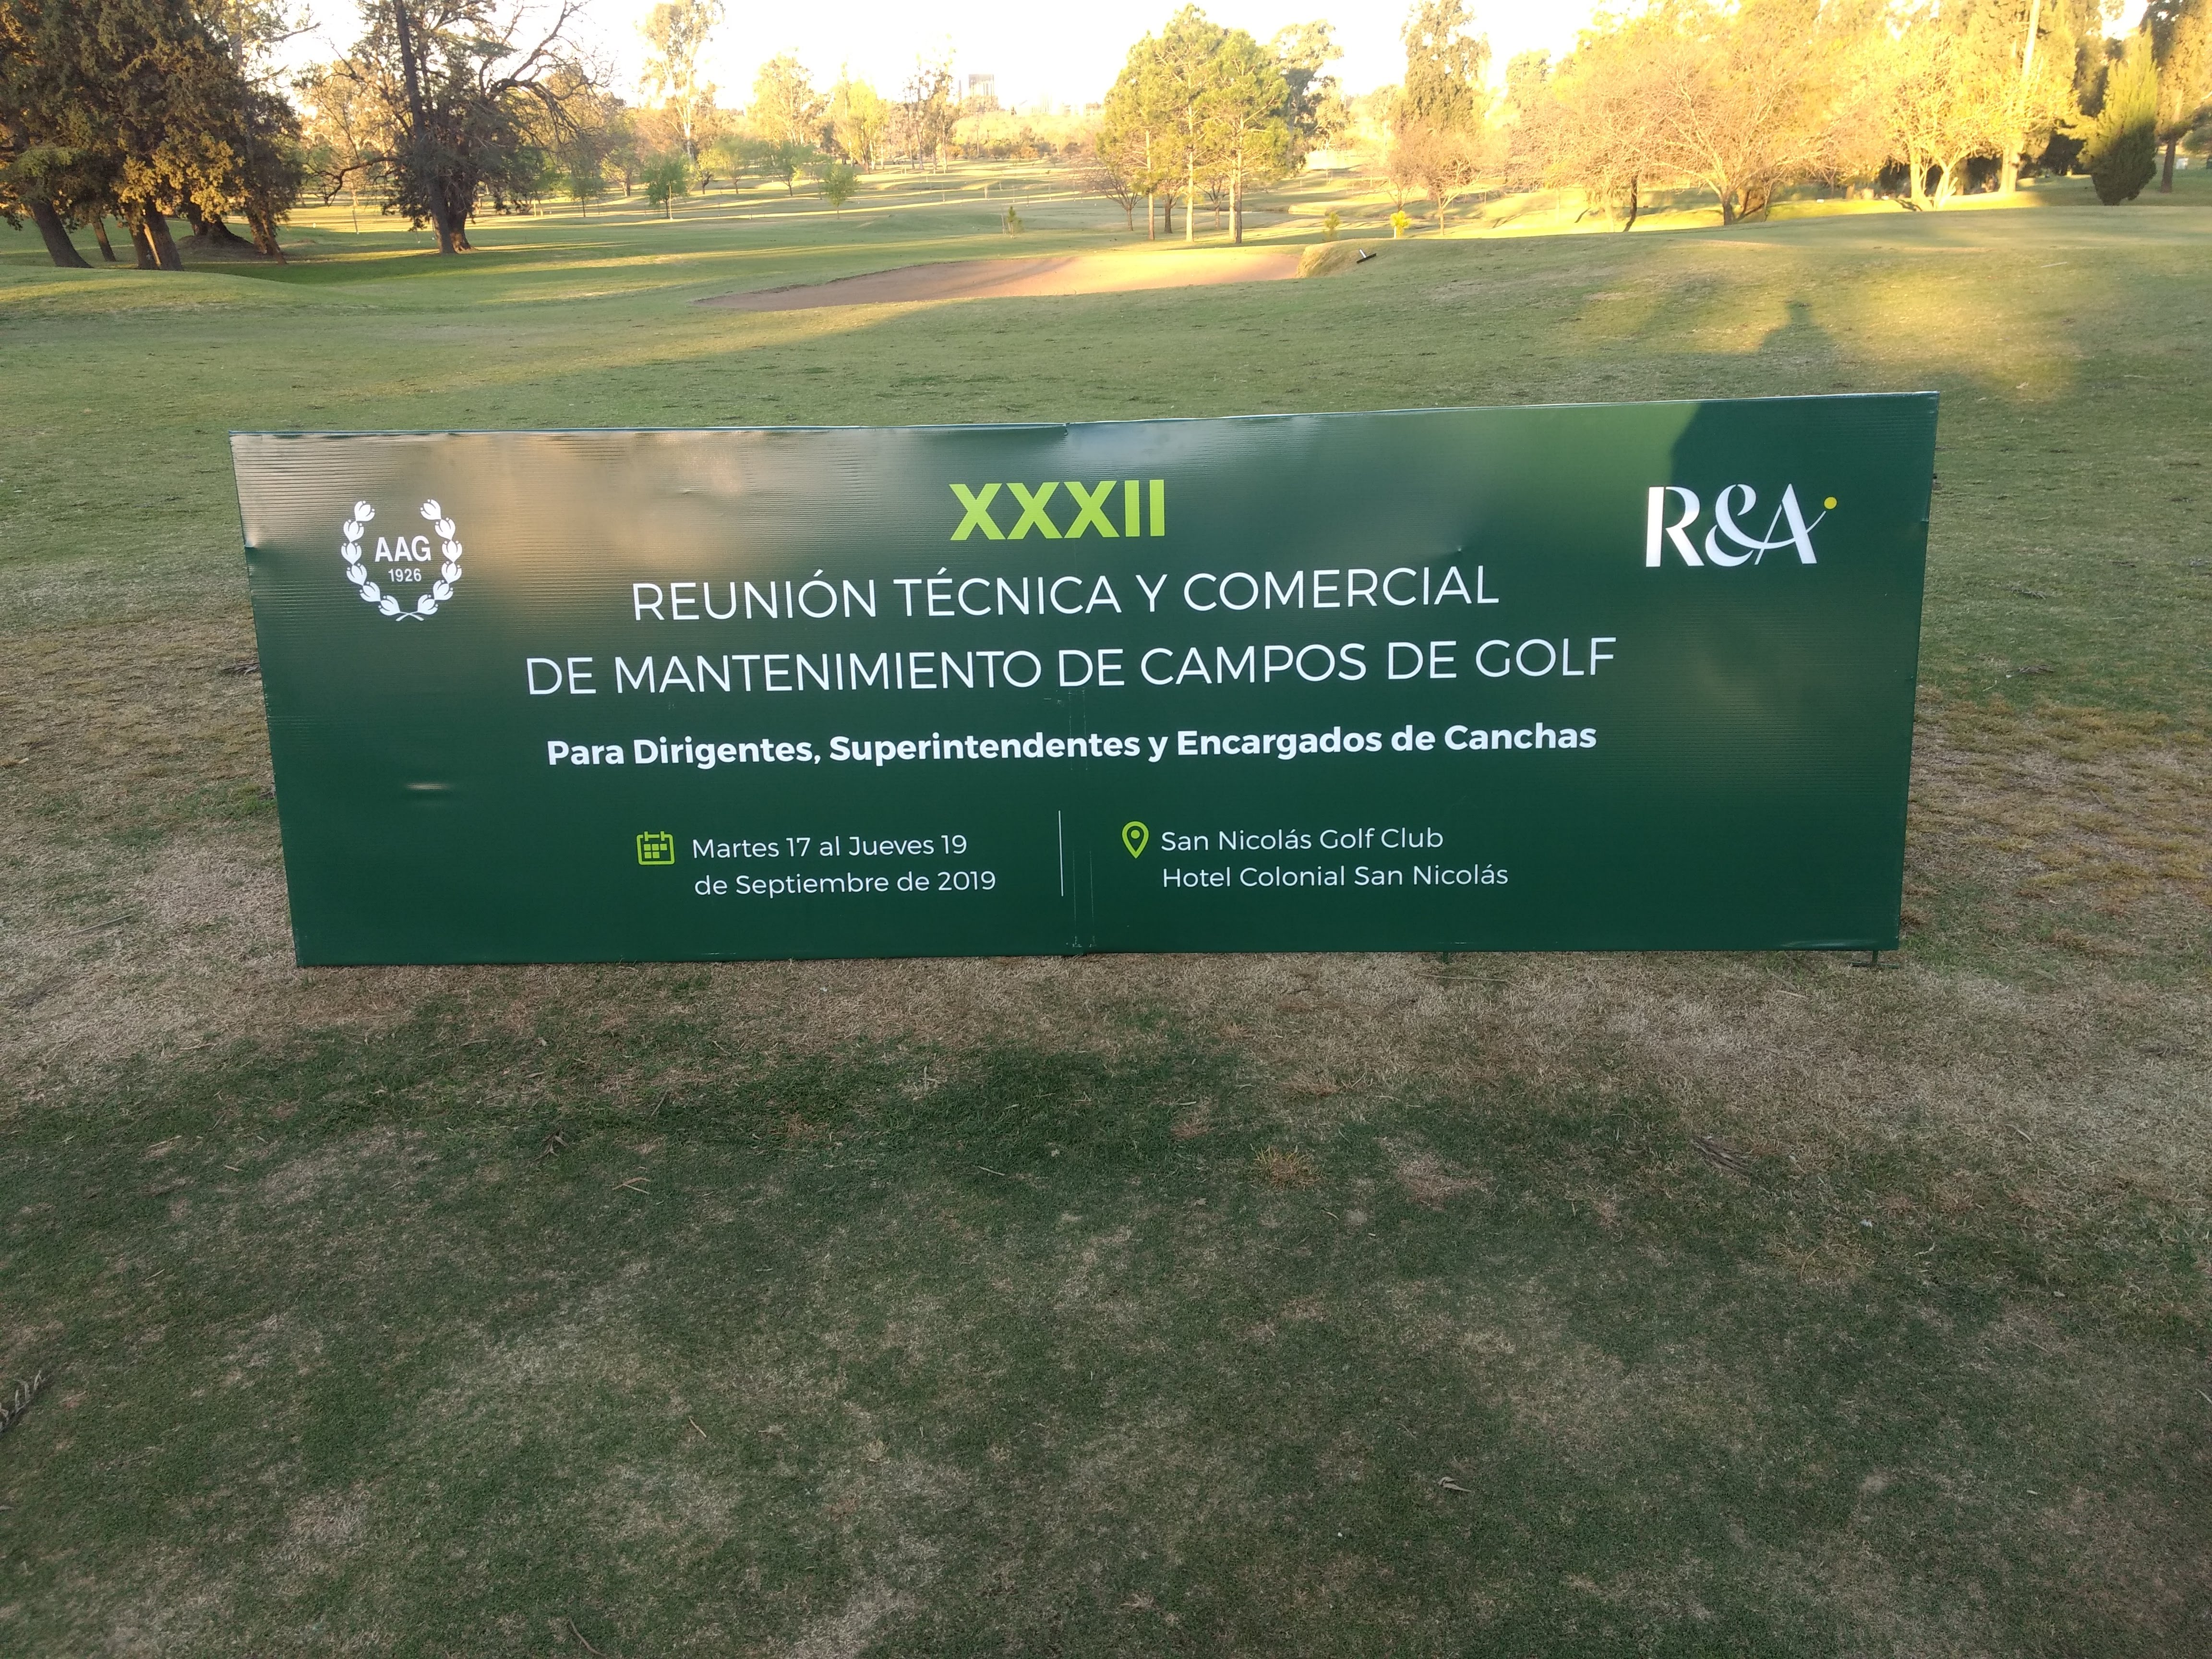 AAG
1926
XXXII
R&A
REUNIÓN TÉCNICA Y COMERCIAL
DE MANTENIMIENTO DE CAMPOS DE GOLF
Para Dirigentes, Superintendentes y Encargados de Canchas
Martes 17 al Jueves 19
de Septiembre de 2019
San Nicolás Golf Club
Hotel Colonial San Nicolás